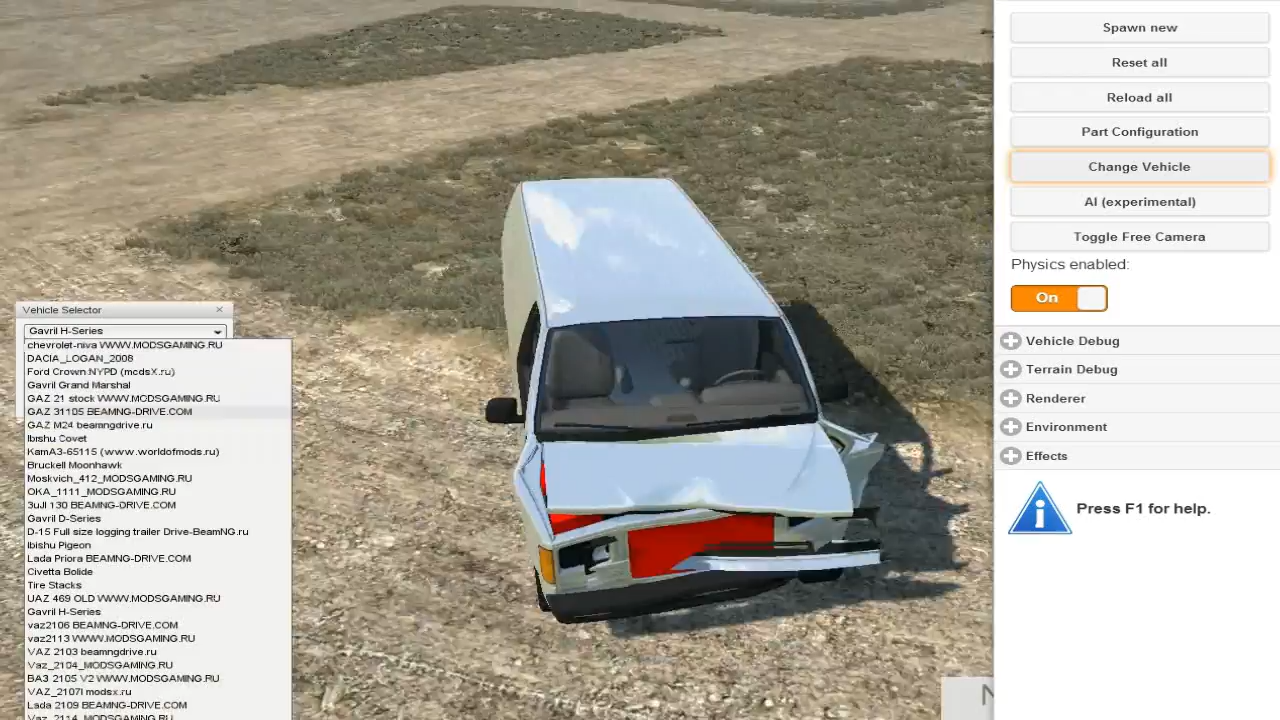 Spawn new
Reset all
Reload all
Part Configuration
Change Vehicle
AI (experimental)
Toggle Free Camera
Physics enabled:
On
Vehicle Debug
Terrain Debug
Renderer
Environment
Effects
Press F1 for help.
Vehicle Selector
Gavril H-Series
chevrolet-niva WWW.MODSGAMING.RU
DACIA_LOGAN_2008
Ford Crown NYPD (modsX.ru)
Gavril Grand Marshal
GAZ 21 stock WWW.MODSGAMING.RU
GAZ 31105 BEAMNG-DRIVE.COM
GAZ M24 beamngdrive.ru
Ibishu Covet
KamA3-65115 (www.worldofmods.ru)
Bruckell Moonhawk
Moskvich_412_MODSGAMING.RU
OKA_1111_MODSGAMING.RU
3uJl 130 BEAMNG-DRIVE.COM
Gavril D-Series
D-15 Full size logging trailer Drive-BeamNG.ru
Ibishu Pigeon
Lada Priora BEAMNG-DRIVE.COM
Civetta Bolide
Tire Stacks
UAZ 469 OLD WWW.MODSGAMING.RU
Gavril H-Series
vaz2106 BEAMNG-DRIVE.COM
vaz2113 WWW.MODSGAMING.RU
VAZ 2103 beamngdrive.ru
Vaz_2104_MODSGAMING.RU
BA3 2105 V2 WWW.MODSGAMING.RU
VAZ_2107I modsx.ru
Lada 2109 BEAMNG-DRIVE.COM
Vaz_2114_MODSGAMING.RU